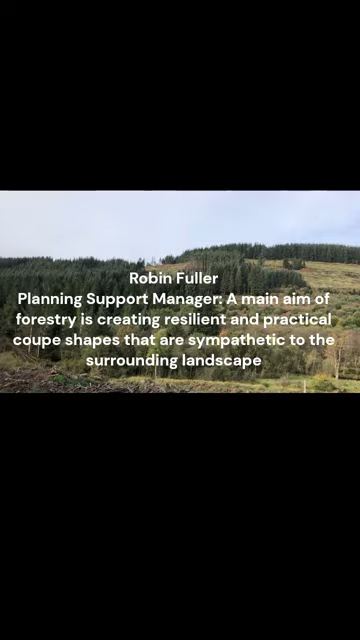 Robin Fuller
Planning Support Manager: A main aim of
forestry is creating resilient and practical
coupe shapes that are sympathetic to the
surrounding landscape